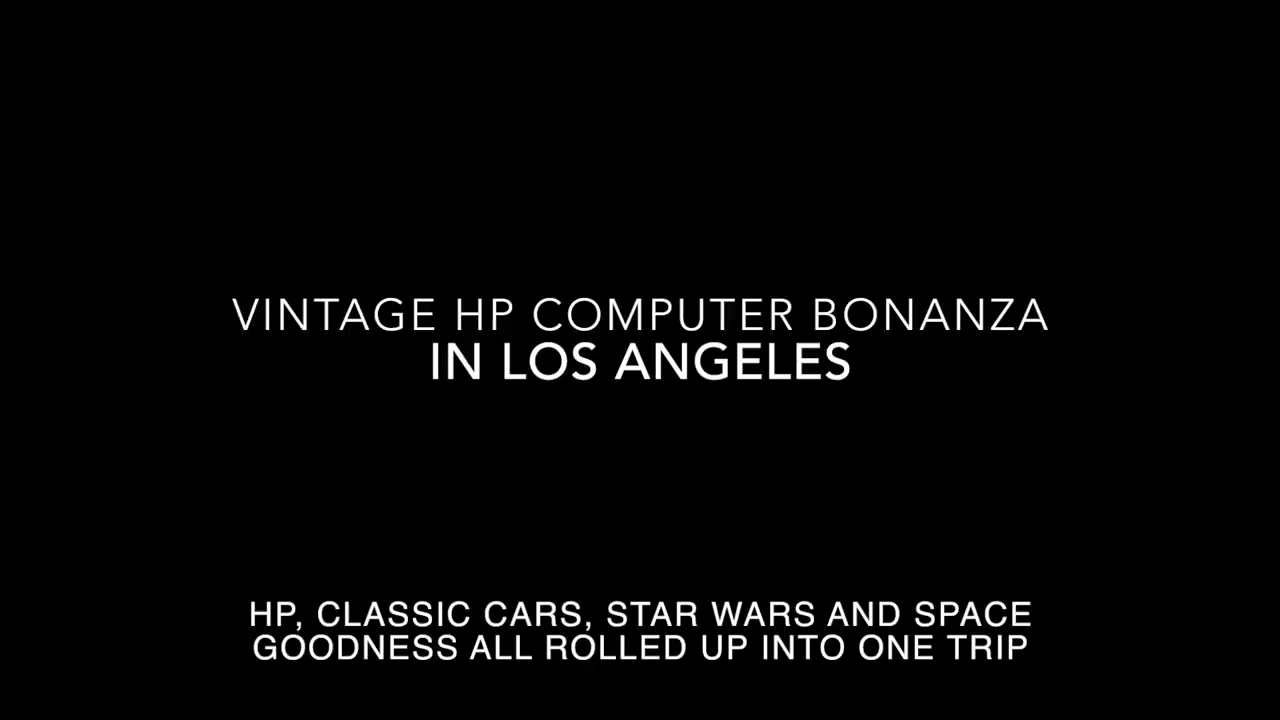 VINTAGE HP COMPUTER BONANZA
IN LOS ANGELES
HP, CLASSIC CARS, STAR WARS AND SPACE
GOODNESS ALL ROLLED UP INTO ONE TRIP